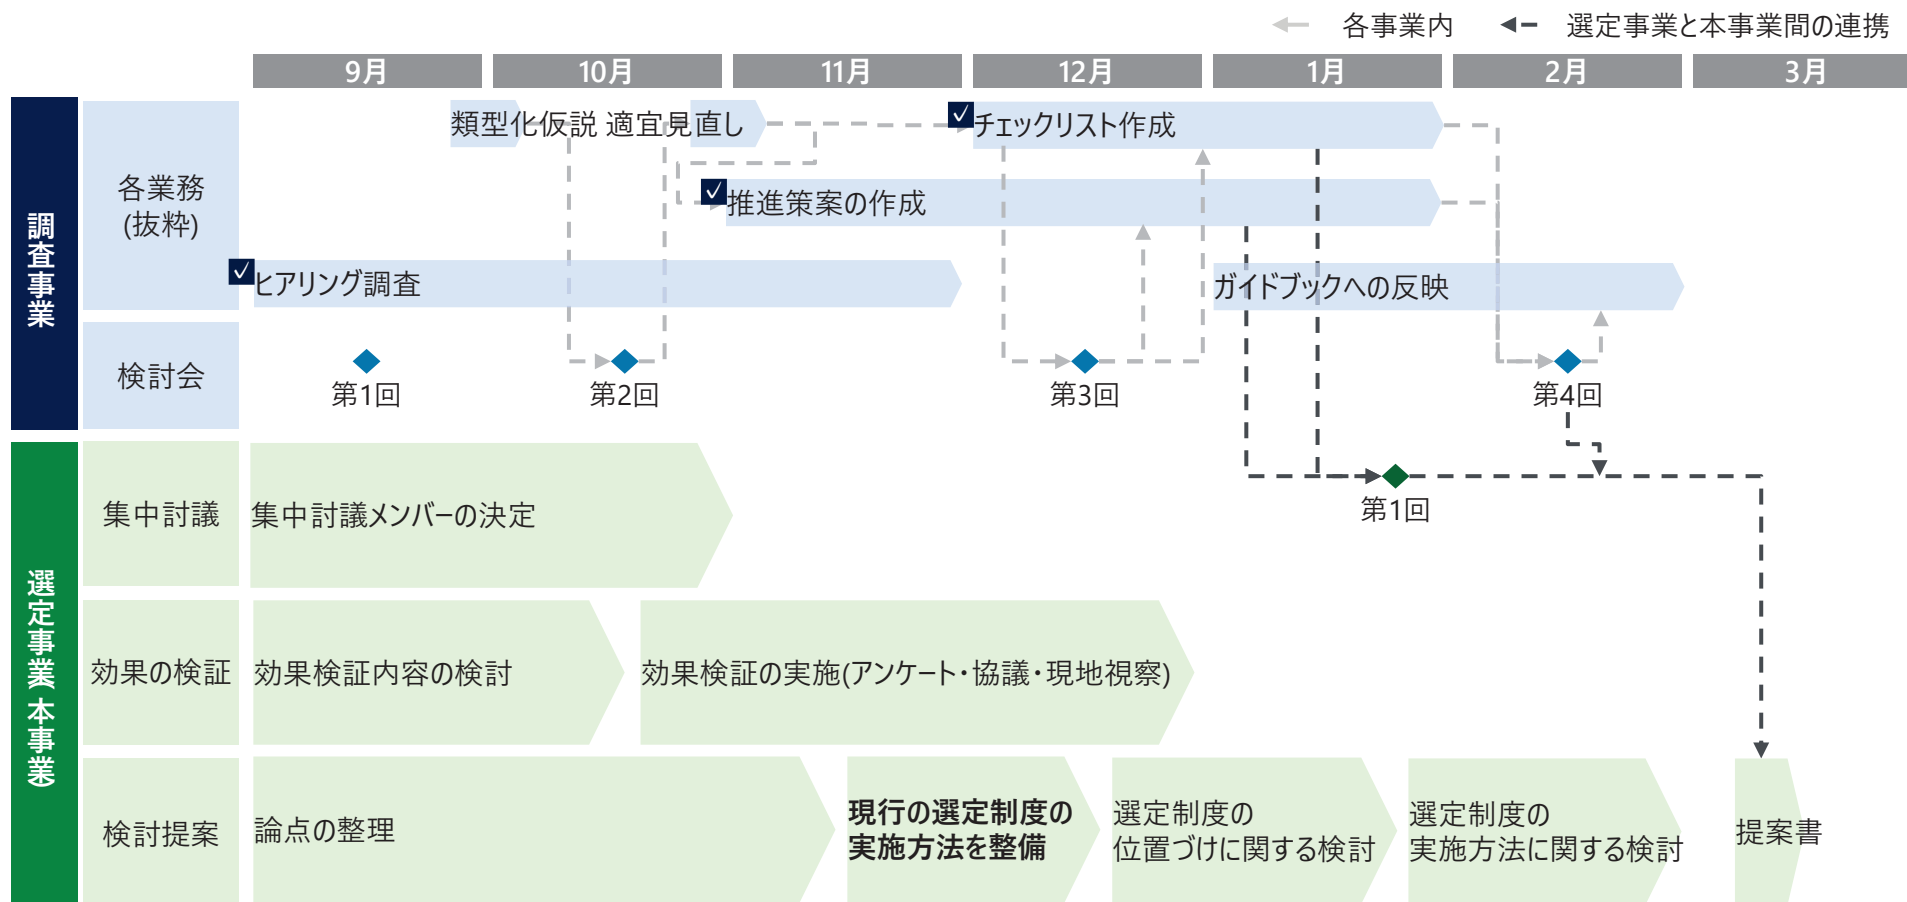 各事業内
選定事業と本事業間の連携
9月
10月
11月
12月
1月
2月
3月
調査事業
各業務
(抜粋)
類型化仮説 適宜見直し
✓チェックリスト作成
✓推進策案の作成
✓ヒアリング調査
ガイドブックへの反映
検討会
第1回
第2回
第3回
第4回
選定事業(本事業)
集中討議
集中討議メンバーの決定
第1回
効果の検証
効果検証内容の検討
効果検証の実施(アンケート・協議・現地視察)
検討提案
論点の整理
現行の選定制度の
実施方法を整備
選定制度の
位置づけに関する検討
選定制度の
実施方法に関する検討
提案書